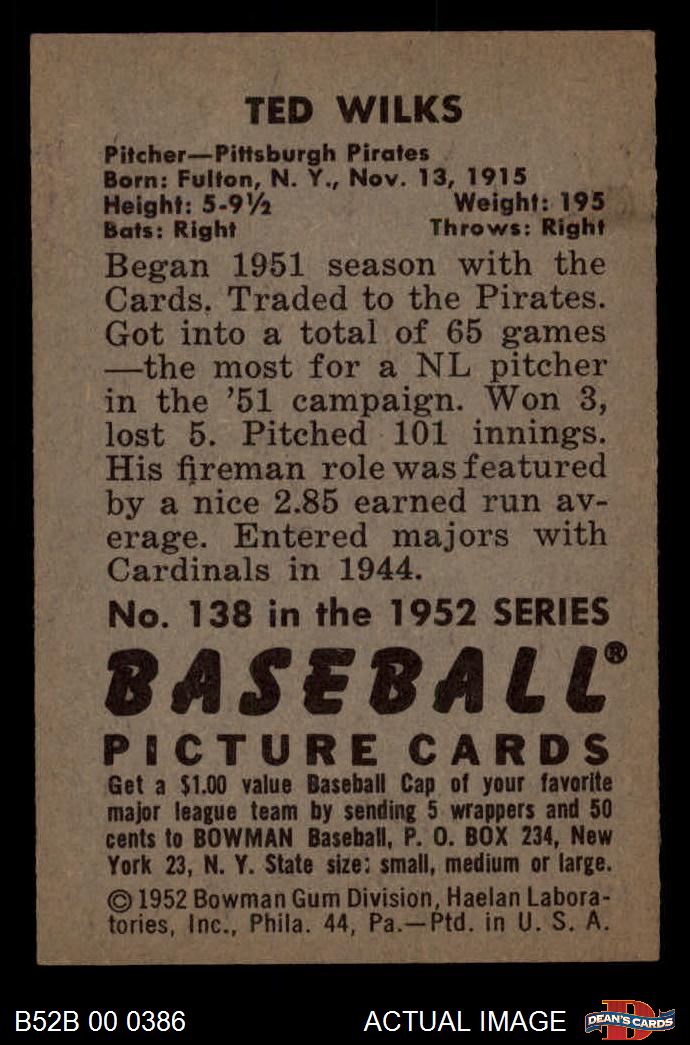 TED WILKS
Pitcher—Pittsburgh Pirates
Born: Fulton, N. Y., Nov. 13, 1915
Height: 5-9½ Weight: 195
Bats: Right Throws: Right
Began 1951 season with the
Cards. Traded to the Pirates.
Got into a total of 65 games
—the most for a NL pitcher
in the '51 campaign. Won 3,
lost 5. Pitched 101 innings.
His fireman role was featured
by a nice 2.85 earned run av-
erage. Entered majors with
Cardinals in 1944.
No. 138 in the 1952 SERIES
BASEBALL®
PICTURE CARDS
Get a $1.00 value Baseball Cap of your favorite
major league team by sending 5 wrappers and 50
cents to BOWMAN Baseball, P. O. BOX 234, New
York 23, N. Y. State size: small, medium or large.
© 1952 Bowman Gum Division, Haelan Labora-
tories, Inc., Phila. 44, Pa.—Ptd. in U. S. A.
B52B 00 0386 ACTUAL IMAGE D DEAN'S CARDS